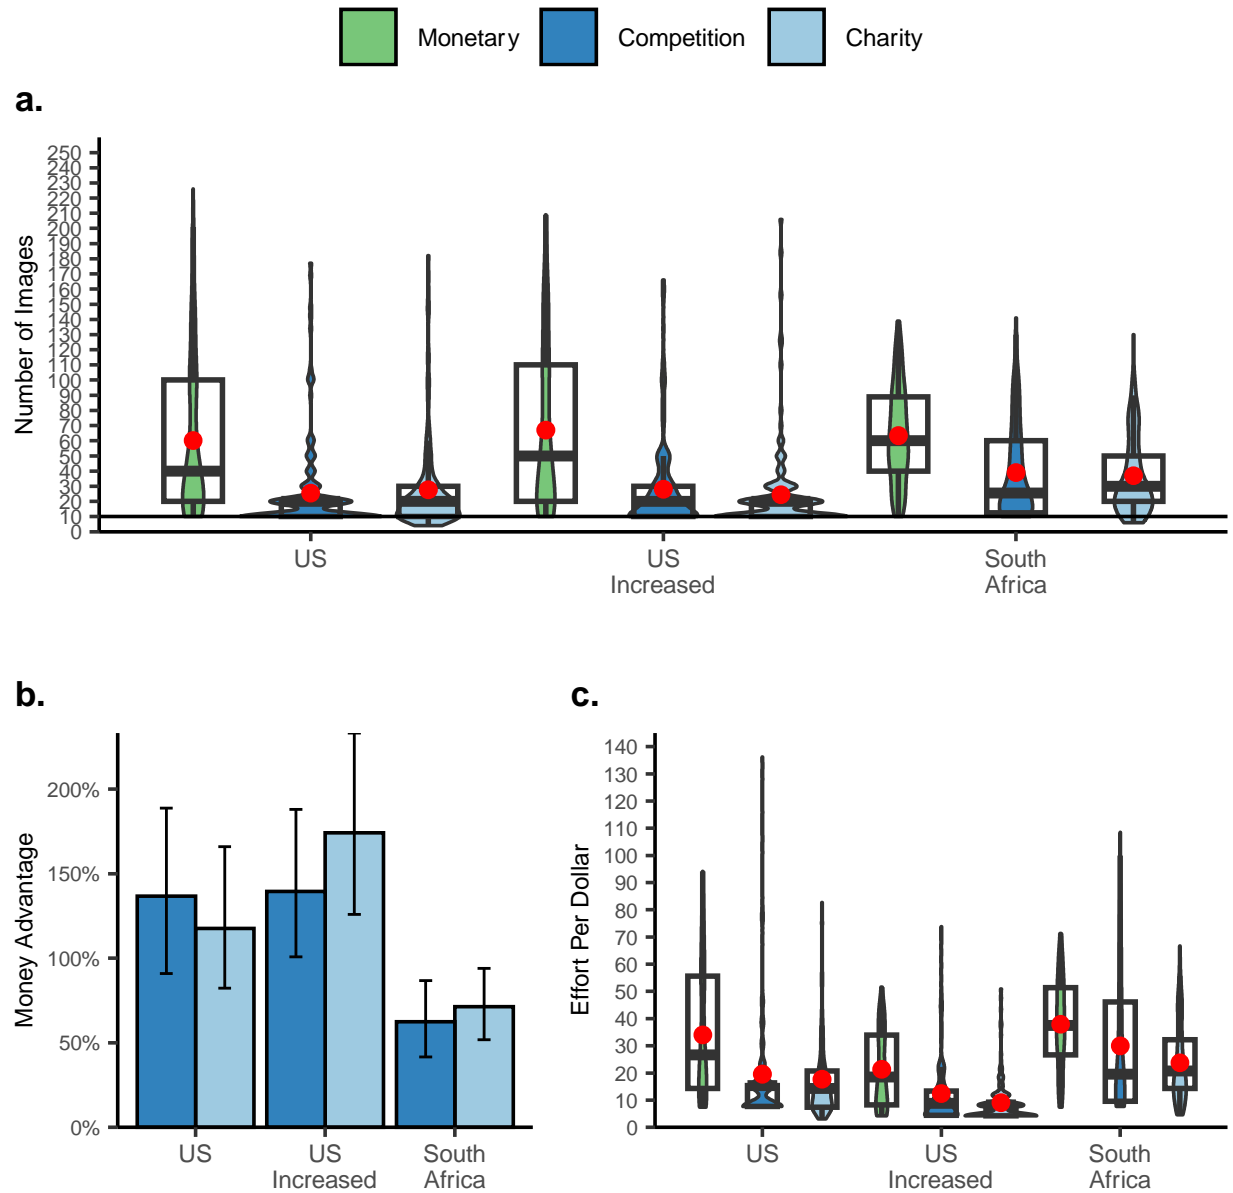 Monetary Competition Charity
a.
Number of Images
250
240
230
220
210
200
190
180
170
160
150
140
130
120
110
100
90
80
70
60
50
40
30
20
10
0
US
US
Increased
South
Africa
b.
Money Advantage
200%
150%
100%
50%
0%
US
US
Increased
South
Africa
c.
Effort Per Dollar
140
130
120
110
100
90
80
70
60
50
40
30
20
10
0
US
US
Increased
South
Africa